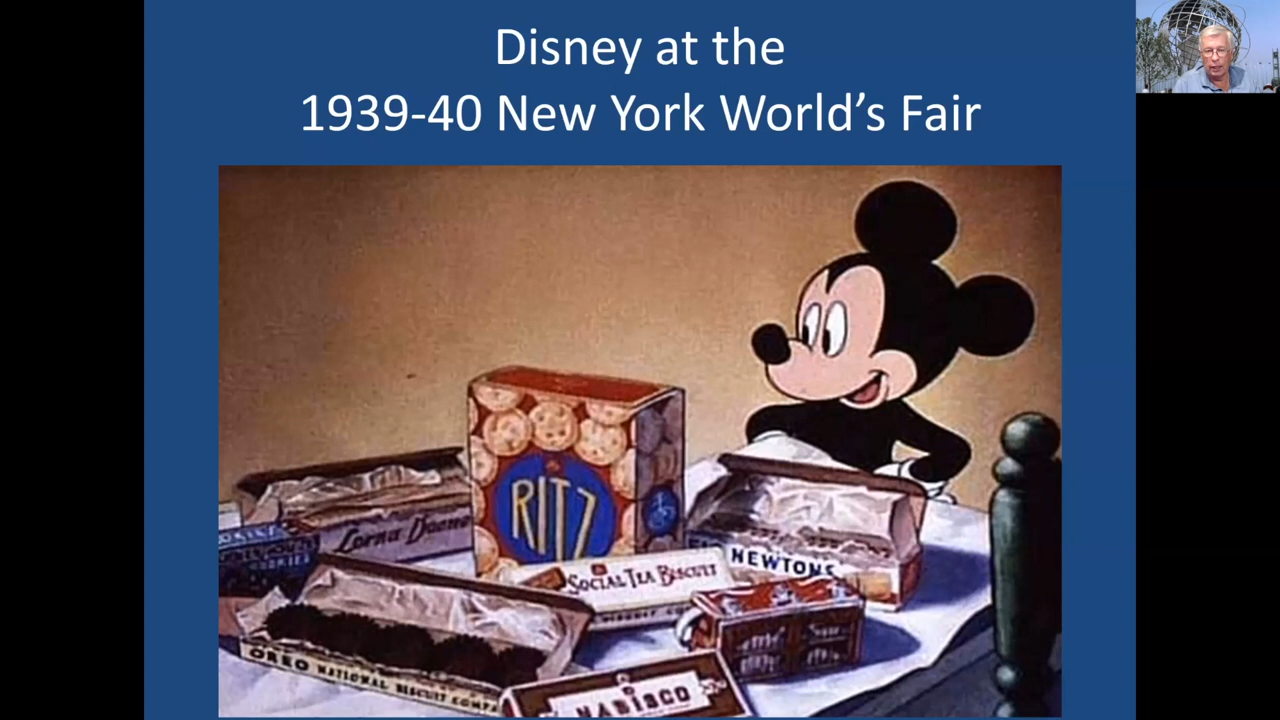 Disney at the
1939-40 New York World’s Fair
RITZ
Lorna Doone
NEWTONS
SOCIAL TEA BISCUIT
OREO NATIONAL BISCUIT COMPA
NABISCO